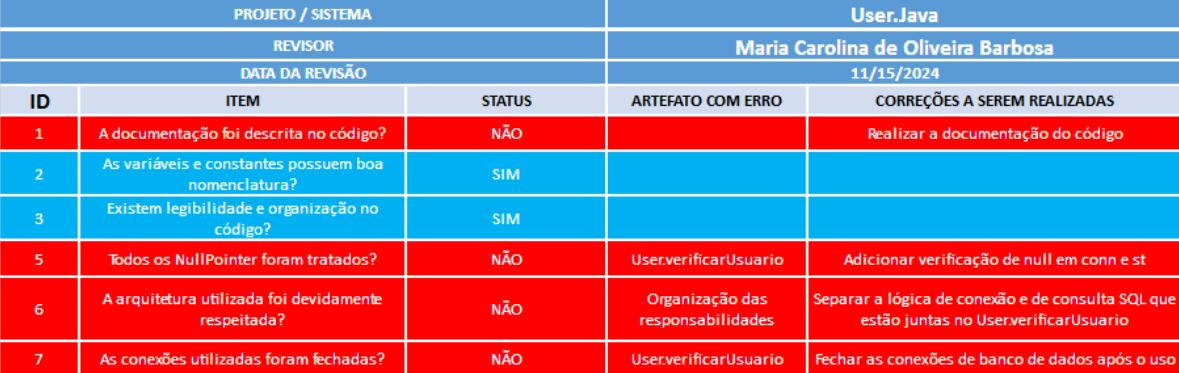 PROJETO / SISTEMA User.Java
REVISOR Maria Carolina de Oliveira Barbosa
DATA DA REVISÃO 11/15/2024
ID ITEM STATUS ARTEFATO COM ERRO CORREÇÕES A SEREM REALIZADAS
1 A documentação foi descrita no código? NÃO Realizar a documentação do código
2 As variáveis e constantes possuem boa
nomenclatura? SIM
3 Existem legibilidade e organização no
código? SIM
5 Todos os NullPointer foram tratados? NÃO User.verificarUsuario Adicionar verificação de null em conn e st
6 A arquitetura utilizada foi devidamente
respeitada? NÃO Organização das
responsabilidades Separar a lógica de conexão e de consulta SQL que
estão juntas no User.verificarUsuario
7 As conexões utilizadas foram fechadas? NÃO User.verificarUsuario Fechar as conexões de banco de dados após o uso